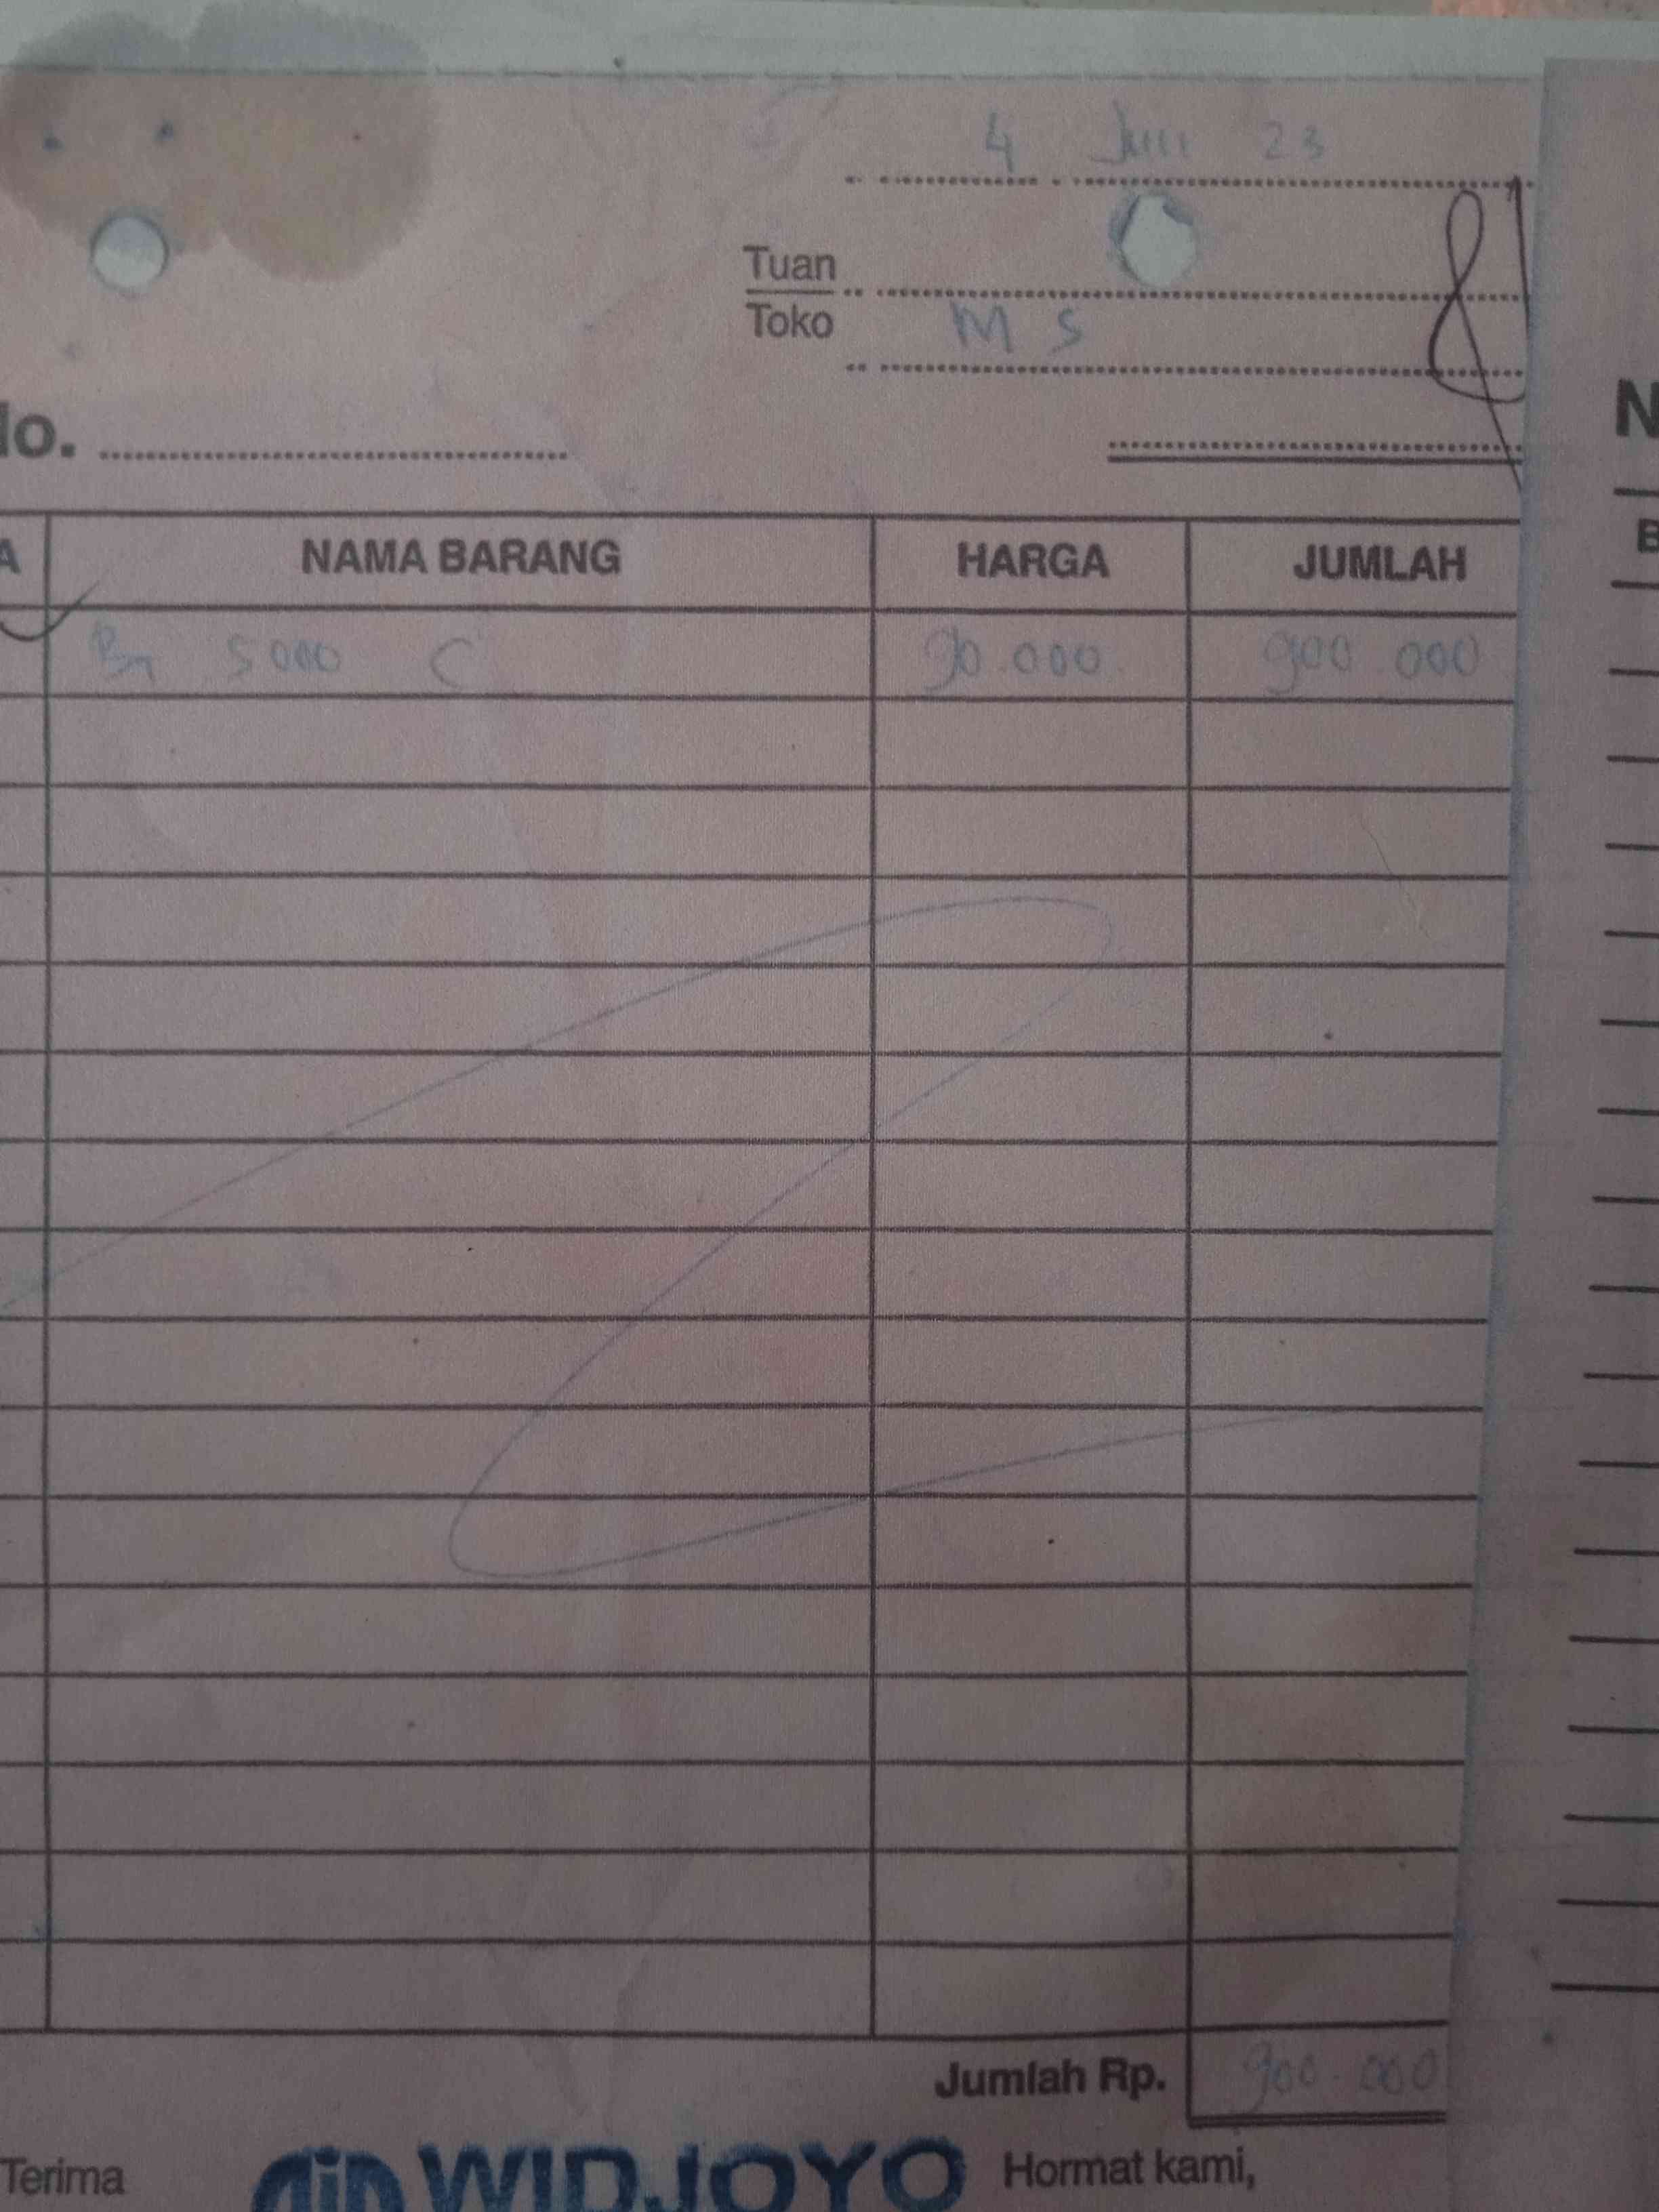 4 Juli 23
Tuan
Toko M S
No.
NAMA BARANG HARGA JUMLAH
5000 C 90.000 900.000
Jumlah Rp. 900.000
Terima WIDJOYO Hormat kami,